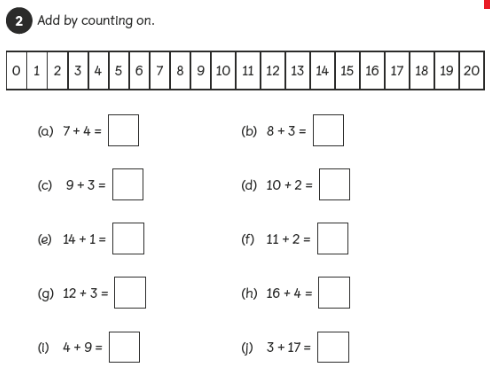 2 Add by counting on.
0 1 2 3 4 5 6 7 8 9 10 11 12 13 14 15 16 17 18 19 20
(a) 7 + 4 =
(b) 8 + 3 =
(c) 9 + 3 =
(d) 10 + 2 =
(e) 14 + 1 =
(f) 11 + 2 =
(g) 12 + 3 =
(h) 16 + 4 =
(i) 4 + 9 =
(j) 3 + 17 =